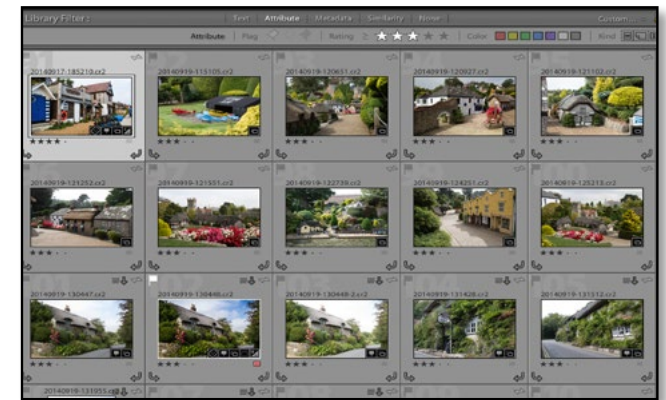 Library Filter: Text Attribute Metadata Similarity None Custom...
Attribute Flag Rating ≥ Color Kind
20140917-185210.cr2 20140919-115105.cr2 20140919-120651.cr2 20140919-120927.cr2 20140919-121102.cr2
20140919-121252.cr2 20140919-121551.cr2 20140919-122739.cr2 20140919-124251.cr2 20140919-125213.cr2
20140919-130447.cr2 20140919-130448.cr2 20140919-130449-2.cr2 20140919-131428.cr2 20140919-131512.cr2
20140919-131955.cr2